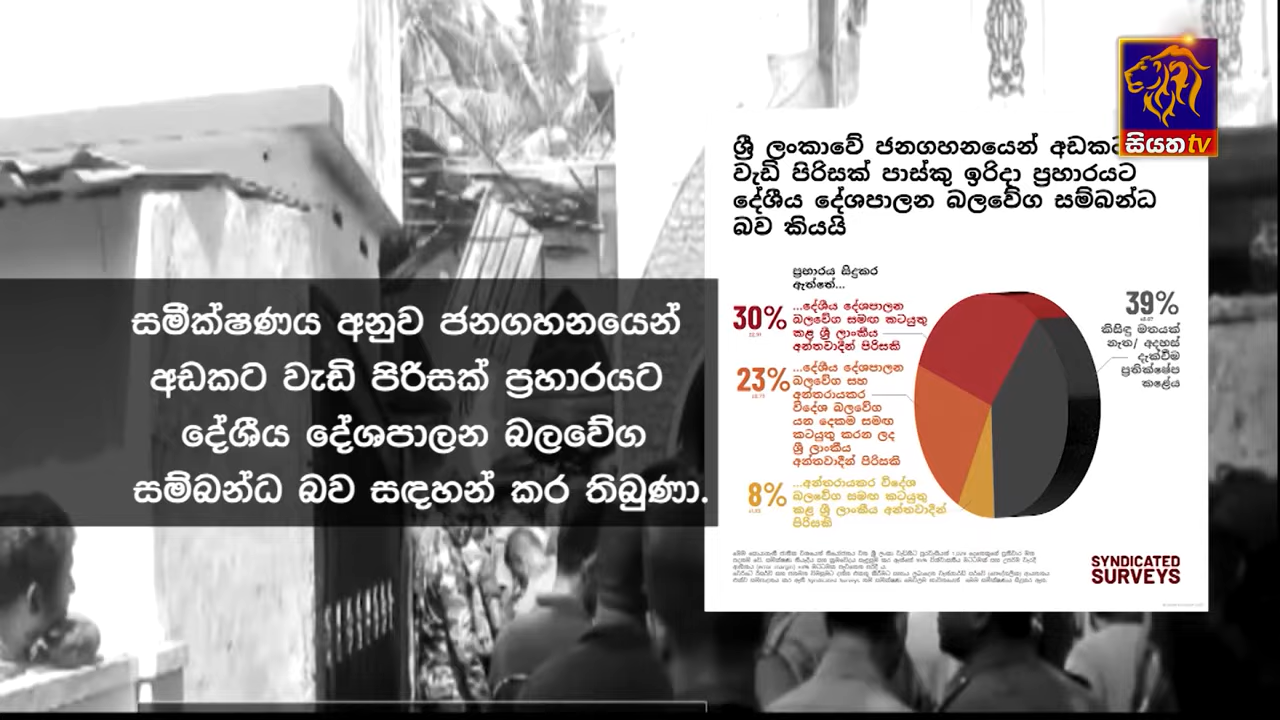 සියත tv
ශ්‍රී ලංකාවේ ජනගහනයෙන් අඩකට
වැඩි පිරිසක් පාස්කු ඉරිදා ප්‍රහාරයට
දේශීය දේශපාලන බලවේග සම්බන්ධ
බව කියයි
සමීක්ෂණය අනුව ජනගහනයෙන්
අඩකට වැඩි පිරිසක් ප්‍රහාරයට
දේශීය දේශපාලන බලවේග
සම්බන්ධ බව සඳහන් කර තිබුණා.
ප්‍රහාරය සිදුකර
ඇත්තේ...
30%
...දේශීය දේශපාලන
බලවේග සමඟ කටයුතු
කළ ශ්‍රී ලාංකීය
අන්තවාදීන් පිරිසකි
23%
...දේශීය දේශපාලන
බලවේග සහ
අන්තරායකර
විදේශ බලවේග
යන දෙකම සමඟ
කටයුතු කරන ලද
ශ්‍රී ලාංකීය
අන්තවාදීන් පිරිසකි
8%
...අන්තරායකර විදේශ
බලවේග සමඟ කටයුතු
කළ ශ්‍රී ලාංකීය අන්තවාදීන්
පිරිසකි
39%
කිසිඳු මතයක්
නැත/ අදහස්
දැක්වීම
ප්‍රතික්ෂේප
කළේය
SYNDICATED
SURVEYS